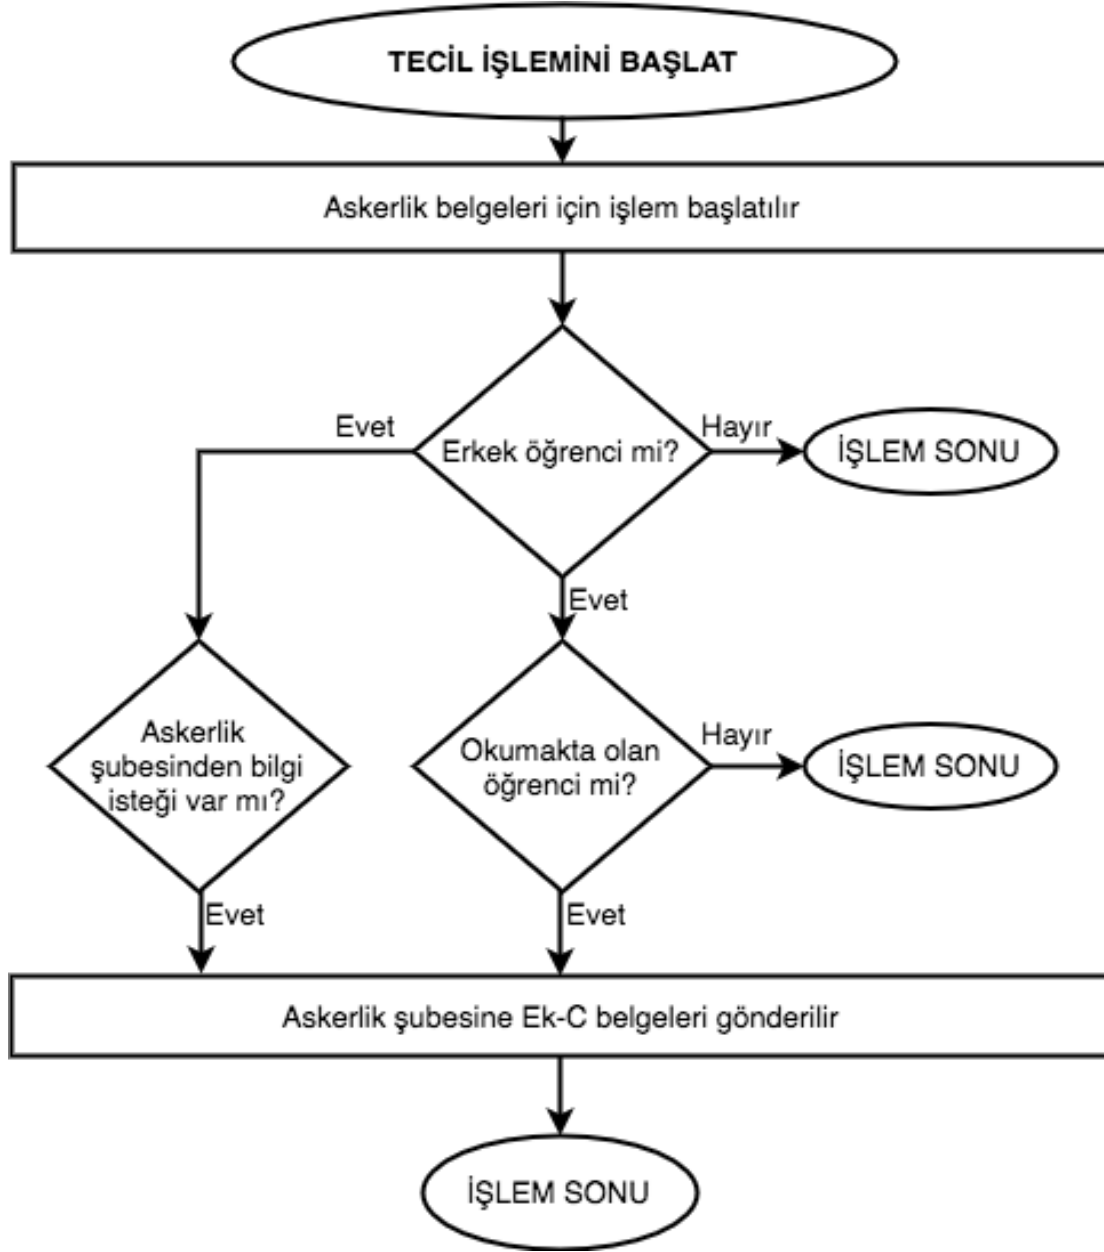 TECİL İŞLEMİNİ BAŞLAT
Askerlik belgeleri için işlem başlatılır
Evet
Erkek öğrenci mi?
Hayır
İŞLEM SONU
Evet
Askerlik
şubesinden bilgi
isteği var mı?
Okumakta olan
öğrenci mi?
Hayır
İŞLEM SONU
Evet
Evet
Askerlik şubesine Ek-C belgeleri gönderilir
İŞLEM SONU